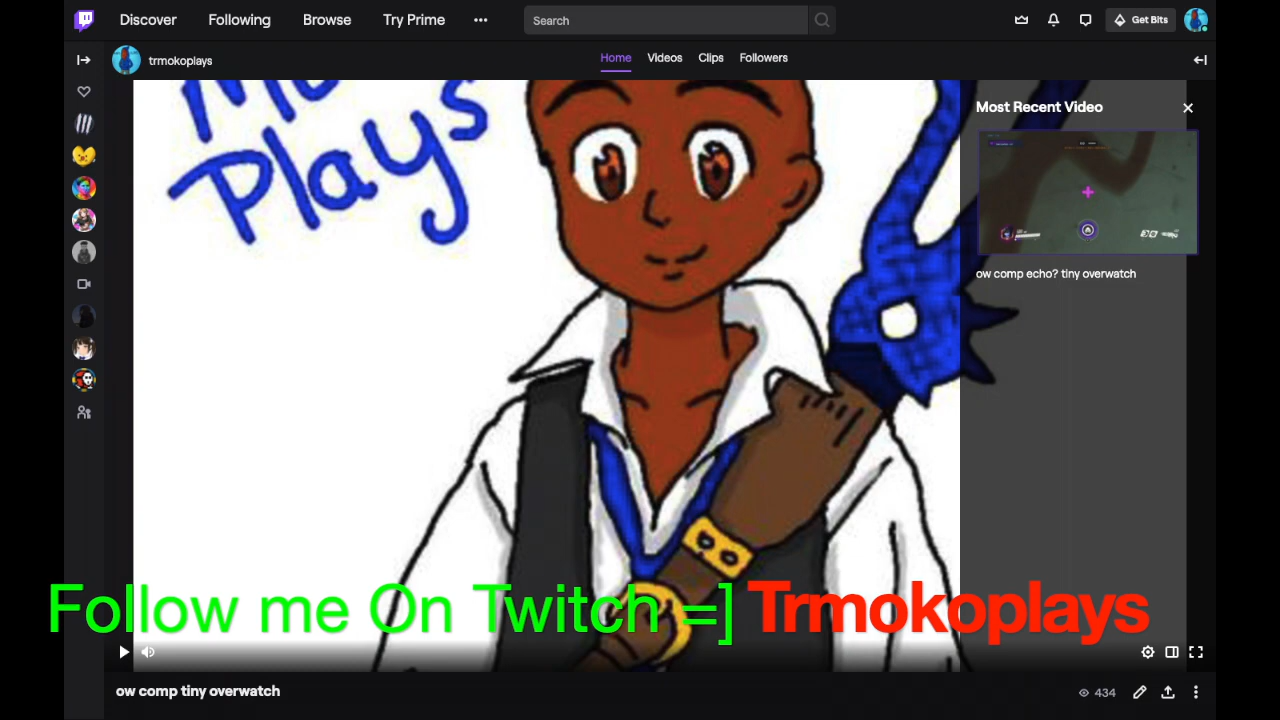 Discover Following Browse Try Prime ••• Search Get Bits
trmokoplays Home Videos Clips Followers
Plays
Most Recent Video
ow comp echo? tiny overwatch
Follow me On Twitch =] Trmokoplays
ow comp tiny overwatch 434